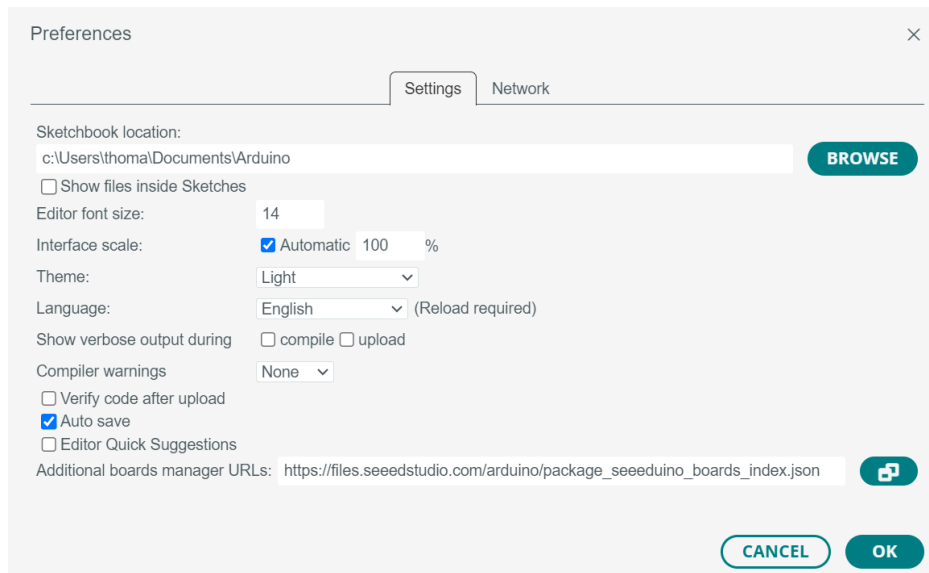 Preferences
Settings Network
Sketchbook location:
c:\Users\thoma\Documents\Arduino
BROWSE
Show files inside Sketches
Editor font size: 14
Interface scale: Automatic 100 %
Theme: Light
Language: English (Reload required)
Show verbose output during compile upload
Compiler warnings None
Verify code after upload
Auto save
Editor Quick Suggestions
Additional boards manager URLs: https://files.seeedstudio.com/arduino/package_seeeduino_boards_index.json
CANCEL OK